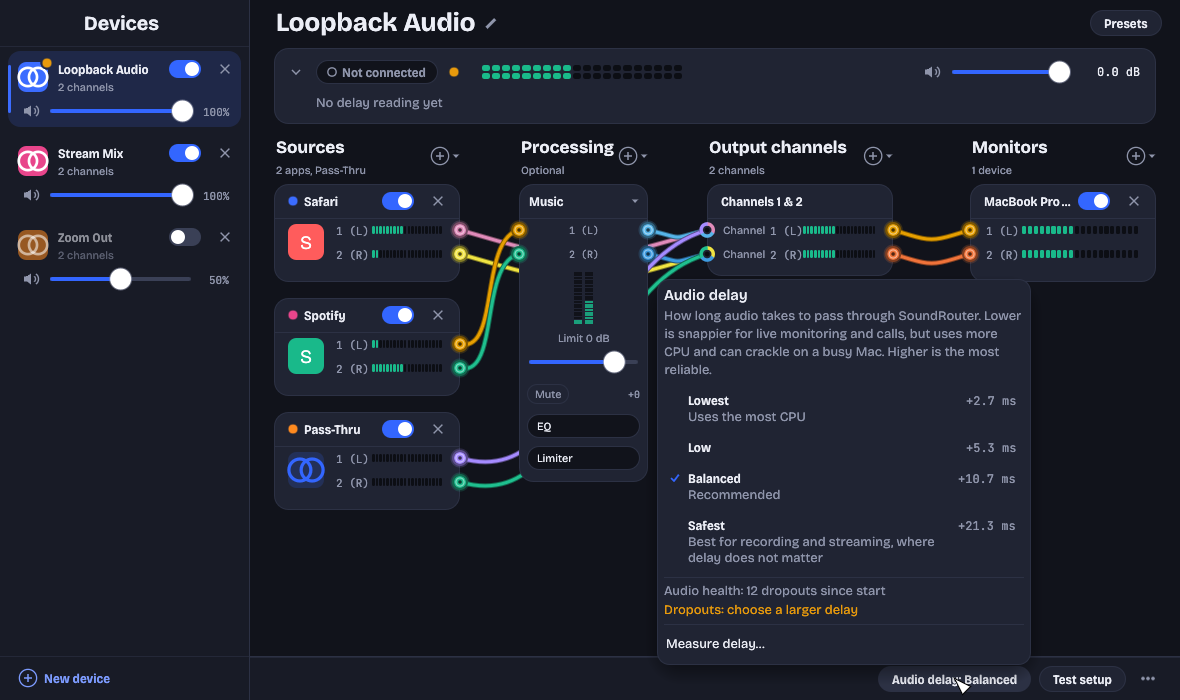 Devices
Loopback Audio
2 channels
100%
Stream Mix
2 channels
100%
Zoom Out
2 channels
50%
New device
Loopback Audio
Presets
Not connected
0.0 dB
No delay reading yet
Sources
2 apps, Pass-Thru
Safari
S
1 (L)
2 (R)
Spotify
S
1 (L)
2 (R)
Pass-Thru
1 (L)
2 (R)
Processing
Optional
Music
1 (L)
2 (R)
Limit 0 dB
Mute
+0
EQ
Limiter
Output channels
2 channels
Channels 1 & 2
Channel 1 (L)
Channel 2 (R)
Monitors
1 device
MacBook Pro ...
1 (L)
2 (R)
Audio delay
How long audio takes to pass through SoundRouter. Lower
is snappier for live monitoring and calls, but uses more
CPU and can crackle on a busy Mac. Higher is the most
reliable.
Lowest +2.7 ms
Uses the most CPU
Low +5.3 ms
Balanced +10.7 ms
Recommended
Safest +21.3 ms
Best for recording and streaming, where
delay does not matter
Audio health: 12 dropouts since start
Dropouts: choose a larger delay
Measure delay...
Audio delay Balanced
Test setup